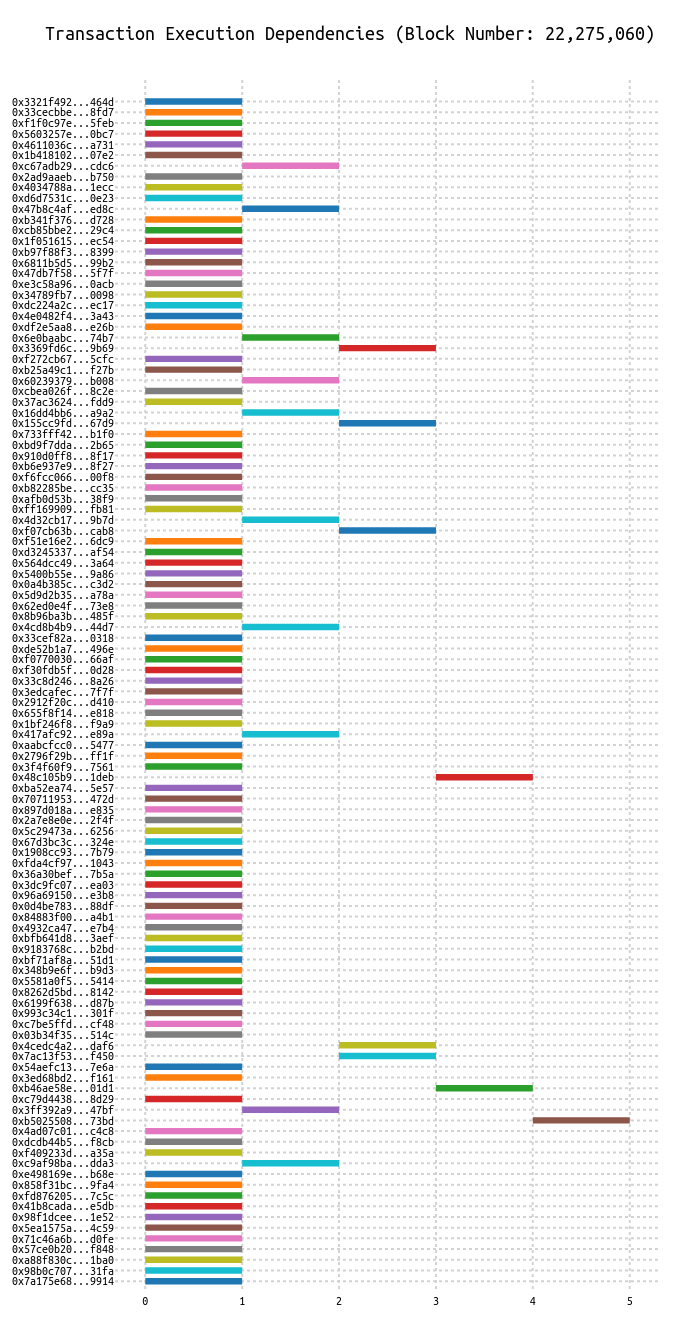 Transaction Execution Dependencies (Block Number: 22,275,060)
0x3321f492...464d
0x33cecbbe...8fd7
0xf1f0c97e...5feb
0x5603257e...0bc7
0x4611036c...a731
0x1b418102...07e2
0xc67adb29...cdc6
0x2ad9aaeb...b750
0x4034788a...1ecc
0xd6d7531c...0e23
0x47b8c4af...ed8c
0xb341f376...d728
0xcb85bbe2...29c4
0x1f051615...ec54
0xb97f88f3...8399
0x6811b5d5...99b2
0x47db7f58...5f7f
0xe3c58a96...0acb
0x34789fb7...0098
0xdc224a2c...ec17
0x4e0482f4...3a43
0xdf2e5aa8...e26b
0x6e0baabc...74b7
0x3369fd6c...9b69
0xf272cb67...5cfc
0xb25a49c1...f27b
0x60239379...b008
0xcbea026f...8c2e
0x37ac3624...fdd9
0x16dd4bb6...a9a2
0x155cc9fd...67d9
0x733fff42...b1f0
0xbd9f7dda...2b65
0x910d0ff8...8f17
0xb6e937e9...8f27
0xf6fcc066...00f8
0xb82285be...cc35
0xafb0d53b...38f9
0xff169909...fb81
0x4d32cb17...9b7d
0xf07cb63b...cab8
0xf51e16e2...6dc9
0xd3245337...af54
0x564dcc49...3a64
0x5400b55e...9a86
0x0a4b385c...c3d2
0x5d9d2b35...a78a
0x62ed0e4f...73e8
0x8b96ba3b...485f
0x4cd8b4b9...44d7
0x33cef82a...0318
0xde52b1a7...496e
0xf0770030...66af
0xf30fdb5f...0d28
0x33c8d246...8a26
0x3edcafec...7f7f
0x2912f20c...d410
0x655f8f14...e818
0x1bf246f8...f9a9
0x417afc92...e89a
0xaabcfcc0...5477
0x2796f29b...ff1f
0x3f4f60f9...7561
0x48c105b9...1deb
0xba52ea74...5e57
0x70711953...472d
0x897d018a...e835
0x2a7e8e0e...2f4f
0x5c29473a...6256
0x67d3bc3c...324e
0x1908cc93...7b79
0xfda4cf97...1043
0x36a30bef...7b5a
0x3dc9fc07...ea03
0x96a69150...e3b8
0x0d4be783...88df
0x84883f00...a4b1
0x4932ca47...e7b4
0xbfb641d8...3aef
0x9183768c...b2bd
0xbf71af8a...51d1
0x348b9e6f...b9d3
0x5581a0f5...5414
0x8262d5bd...8142
0x6199f638...d87b
0x993c34c1...301f
0xc7be5ffd...cf48
0x03b34f35...514c
0x4cedc4a2...daf6
0x7ac13f53...f450
0x54aefc13...7e6a
0x3ed68bd2...f161
0xb46ae58e...01d1
0xc79d4438...8d29
0x3ff392a9...47bf
0xb5025508...73bd
0x4ad07c01...c4c8
0xdcdb44b5...f8cb
0xf409233d...a35a
0xc9af98ba...dda3
0xe498169e...b68e
0x858f31bc...9fa4
0xfd876205...7c5c
0x41b8cada...e5db
0x98f1dcee...1e52
0x5ea1575a...4c59
0x71c46a6b...d0fe
0x57ce0b20...f848
0xa88f830c...1ba0
0x98b0c707...31fa
0x7a175e68...9914
0 1 2 3 4 5